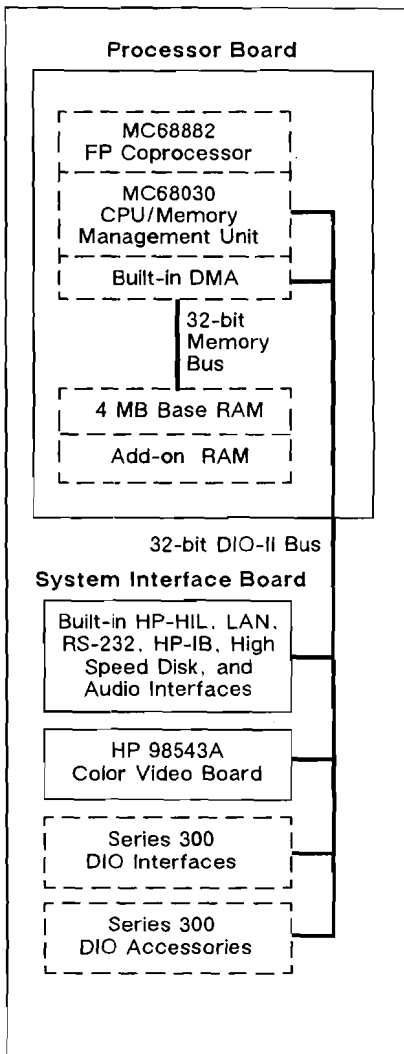 Processor Board
MC68882
FP Coprocessor
MC68030
CPU/Memory
Management Unit
Built-in DMA
32-bit
Memory
Bus
4 MB Base RAM
Add-on RAM
32-bit DIO-II Bus
System Interface Board
Built-in HP-HIL, LAN,
RS-232, HP-IB, High
Speed Disk, and
Audio Interfaces
HP 98543A
Color Video Board
Series 300
DIO Interfaces
Series 300
DIO Accessories